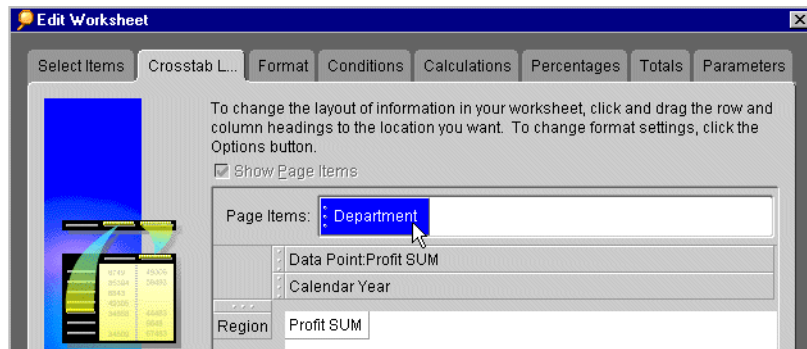 Edit Worksheet
Select Items Crosstab L... Format Conditions Calculations Percentages Totals Parameters
To change the layout of information in your worksheet, click and drag the row and
column headings to the location you want. To change format settings, click the
Options button.
Show Page Items
Page Items: Department
Data Point:Profit SUM
Calendar Year
Region Profit SUM